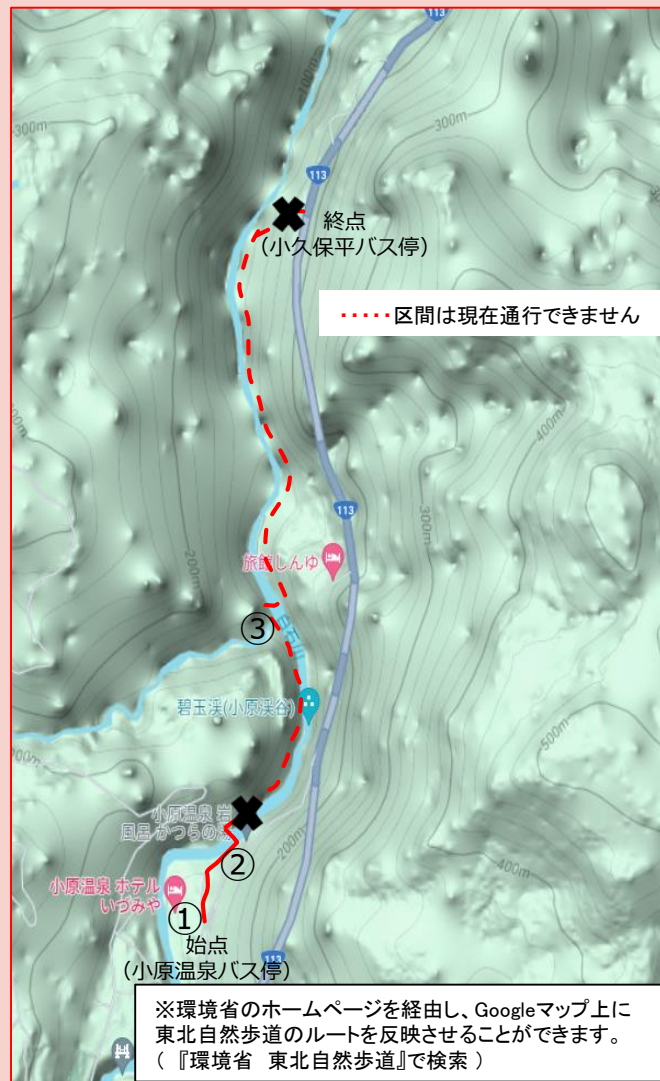 113
100m
300m
300m
113
終点
(小久保平バス停)
・・・・・区間は現在通行できません
400m
400m
113
300m
旅館しんゆ
200m
③
白石川
碧玉渓(小原渓谷)
500m
小原温泉 岩
風呂 かつらの湯
200m
②
400m
小原温泉 ホテル
いづみや
①
始点
(小原温泉バス停)
113
※環境省のホームページを経由し、Googleマップ上に
東北自然歩道のルートを反映させることができます。
( 『環境省 東北自然歩道』で検索 )